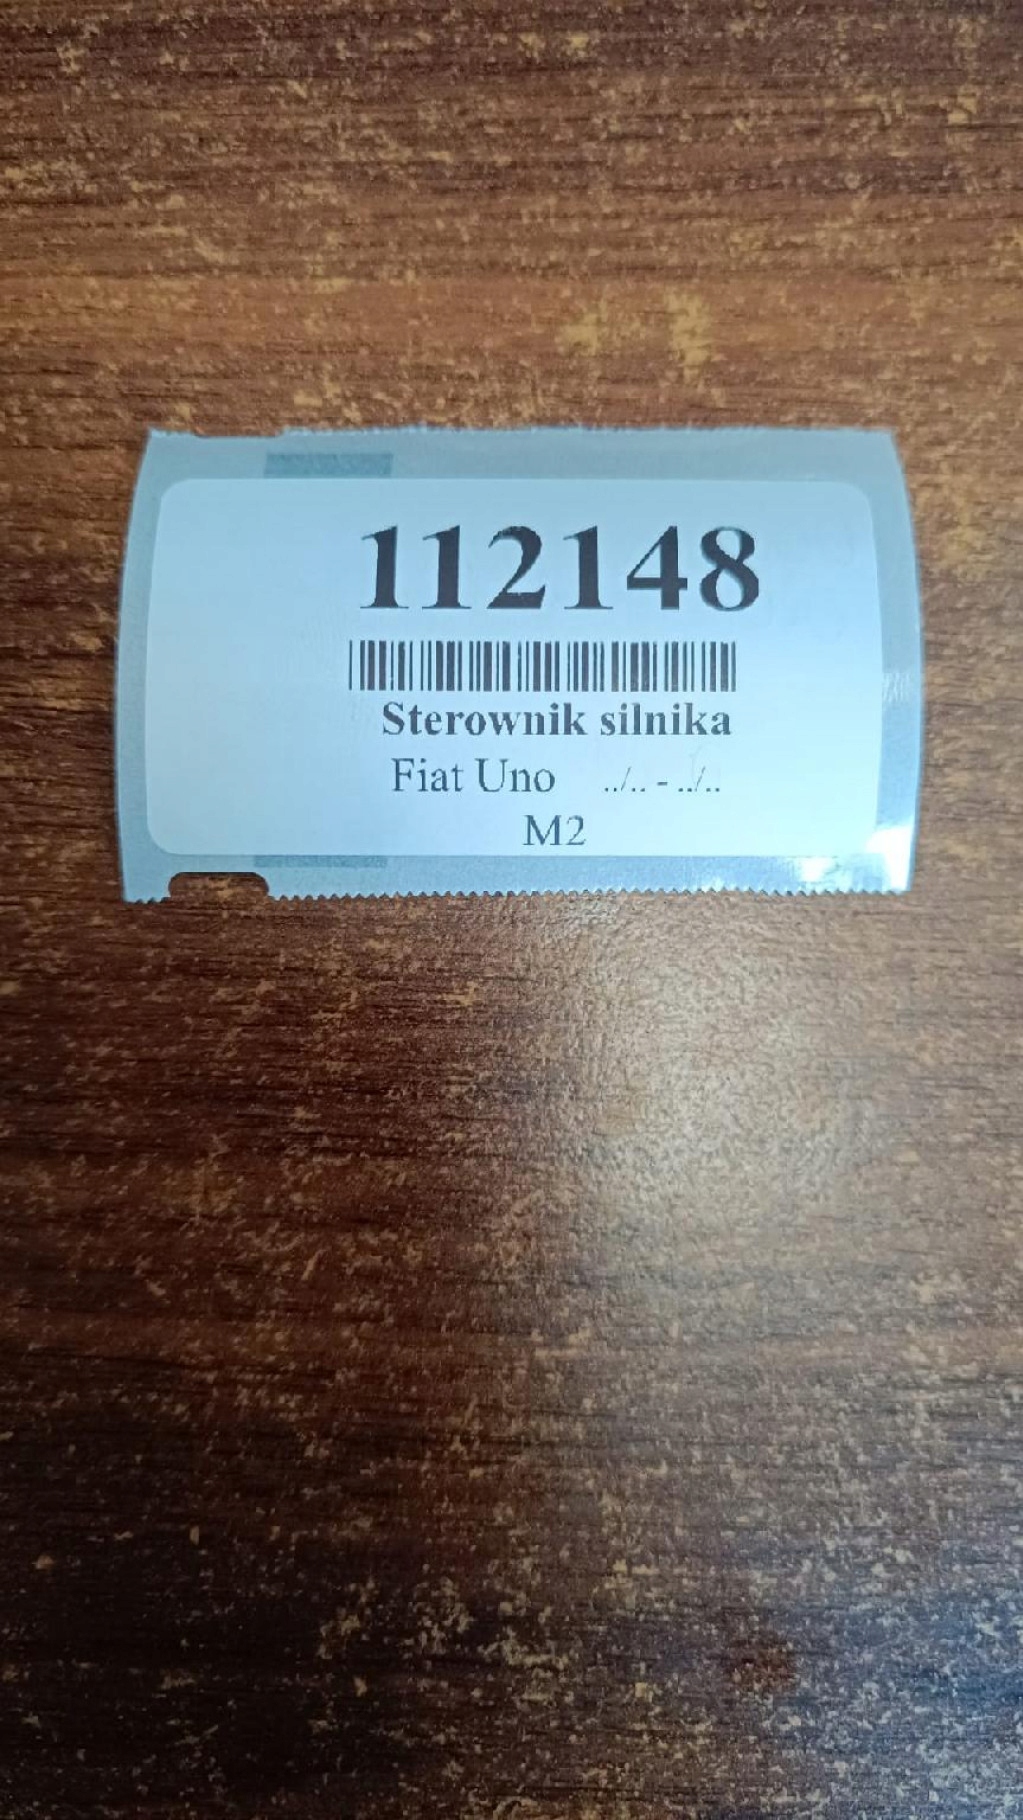 112148
Sterownik silnika
Fiat Uno ../.. - ../..
M2